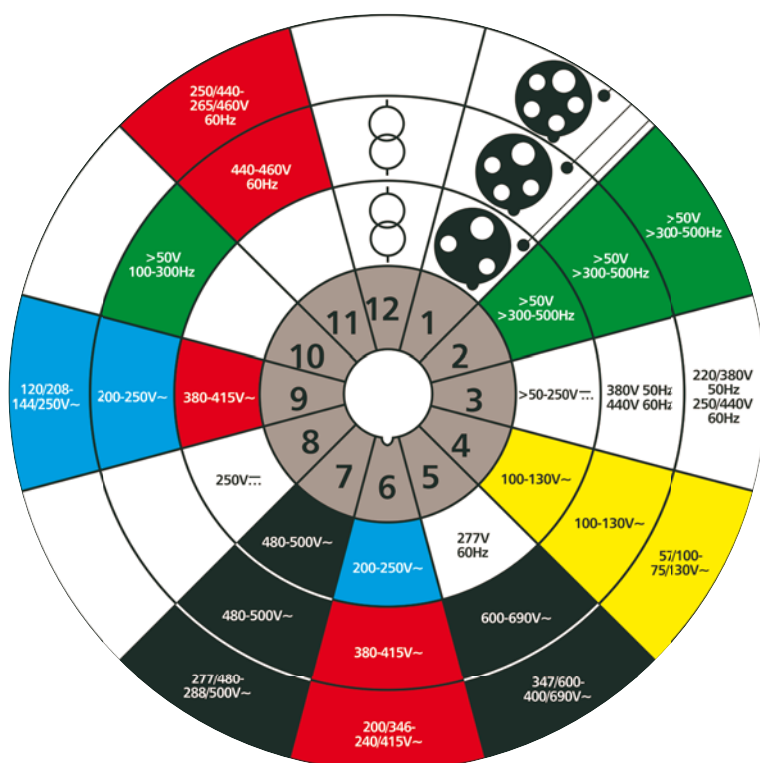 250/440-
265/460V
60Hz
440-460V
60Hz
>50V
>300-500Hz
>50V
>300-500Hz
>50V
>300-500Hz
>50V
100-300Hz
12
11
1
10
2
9
3
8
4
7
6
5
120/208-
144/250V~
200-250V~
380-415V~
>50-250V⎓
380V 50Hz
440V 60Hz
220/380V
50Hz
250/440V
60Hz
250V⎓
100-130V~
100-130V~
57/100-
75/130V~
480-500V~
277V
60Hz
200-250V~
480-500V~
600-690V~
380-415V~
277/480-
288/500V~
347/600-
400/690V~
200/346-
240/415V~